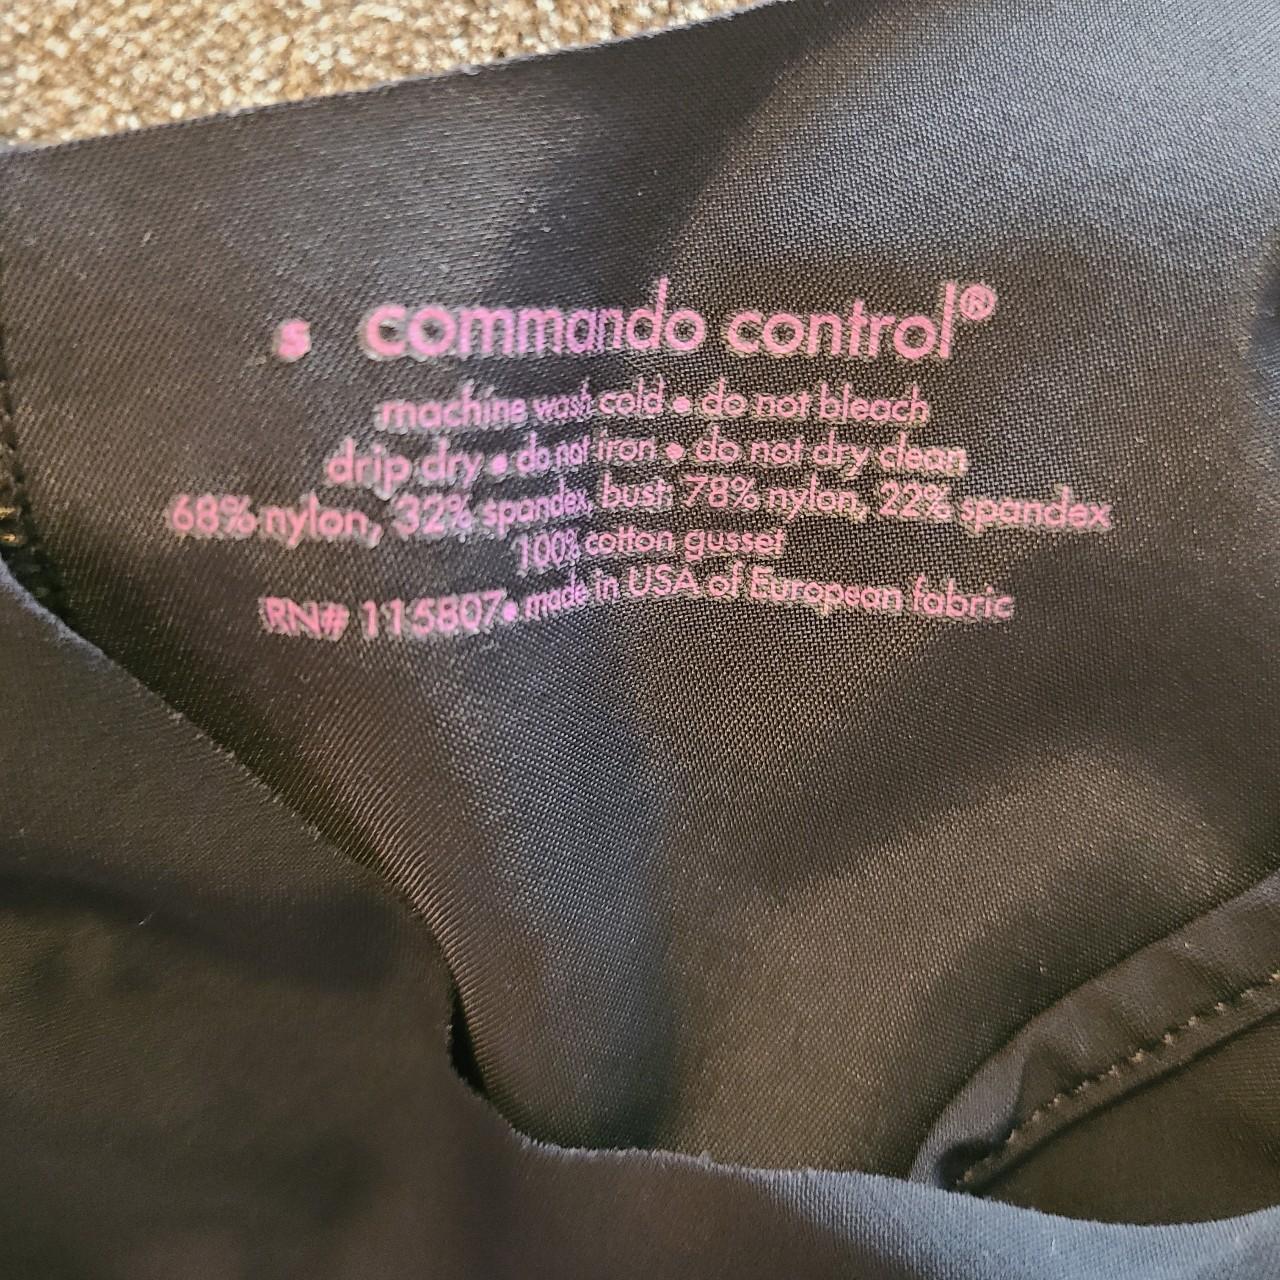 s commando control®
machine wash cold • do not bleach
drip dry • do not iron • do not dry clean
68% nylon, 32% spandex, bust: 78% nylon, 22% spandex
100% cotton gusset
RN# 115807 • made in USA of European fabric